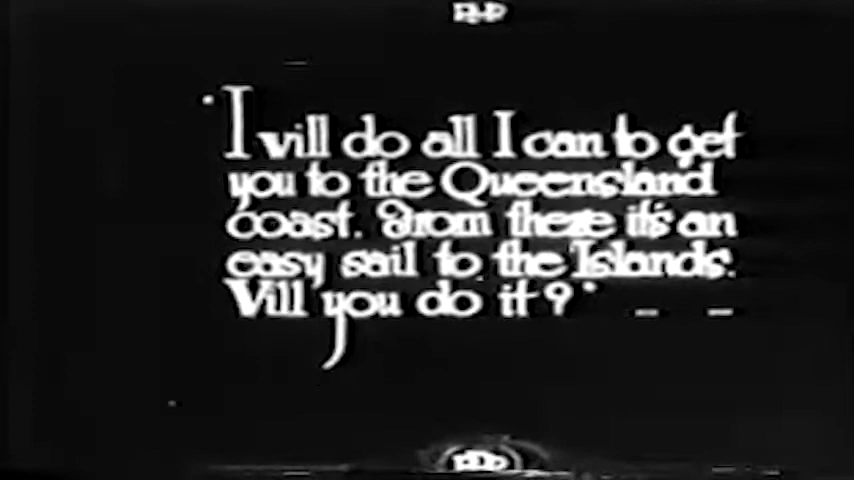 "I vill do all I can to get
you to the Queensland
coast. From there it's an
easy sail to the Islands.
Vill you do it?"